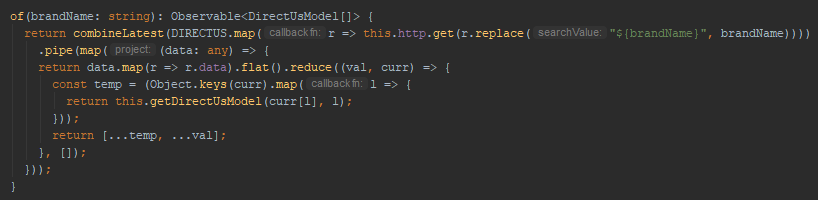 of(brandName: string): Observable<DirectUsModel[]> {
  return combineLatest(DIRECTUS.map( callbackfn: r => this.http.get(r.replace( searchValue: "${brandName}", brandName))))
    .pipe(map( project: (data: any) => {
    return data.map(r => r.data).flat().reduce((val, curr) => {
      const temp = (Object.keys(curr).map( callbackfn: l => {
        return this.getDirectUsModel(curr[l], l);
      }));
      return [...temp, ...val];
    }, []);
  }));
}